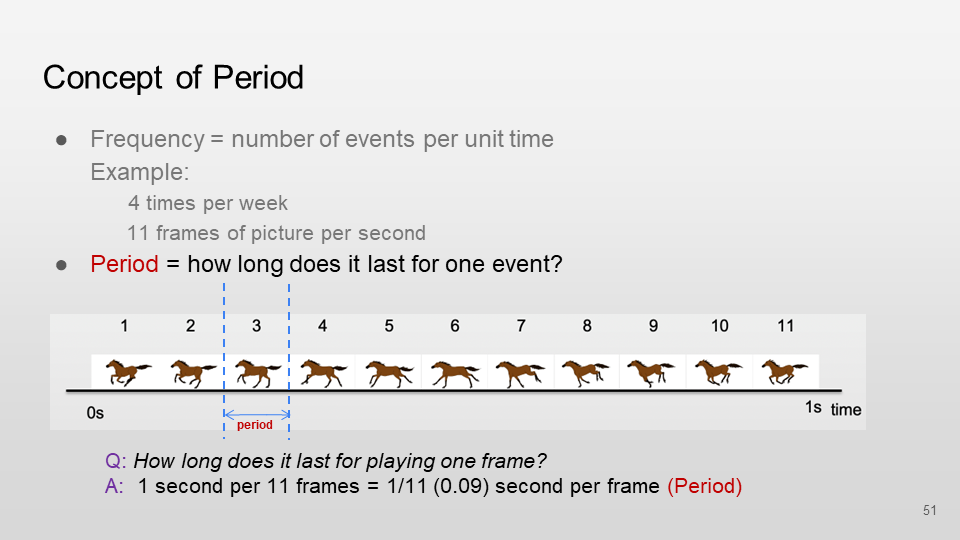 Concept of Period
● Frequency = number of events per unit time
Example:
4 times per week
11 frames of picture per second
● Period = how long does it last for one event?
1 2 3 4 5 6 7 8 9 10 11
0s 1s time
period
Q: How long does it last for playing one frame?
A: 1 second per 11 frames = 1/11 (0.09) second per frame (Period)
51